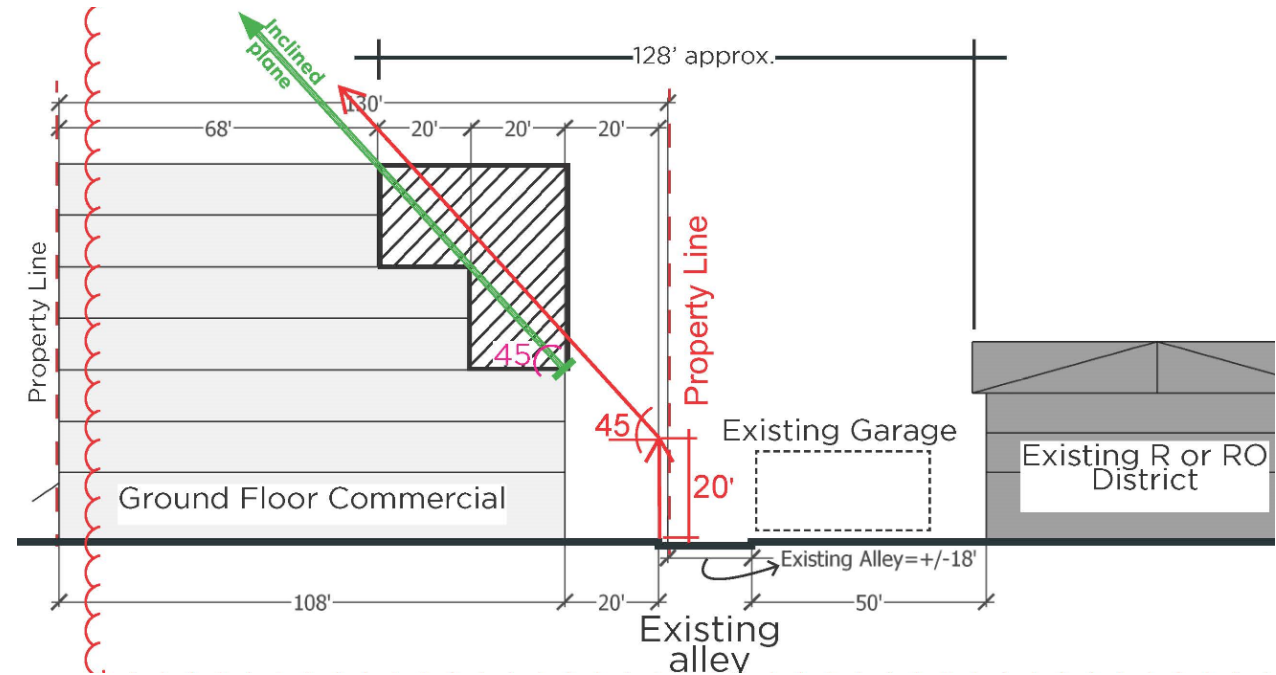 Inclined
plane
128' approx.
130'
68'
20'
20'
20'
Property Line
Property Line
45
45
20'
Existing Garage
Existing R or RO
District
Ground Floor Commercial
Existing Alley=+/-18'
108'
20'
50'
Existing
alley